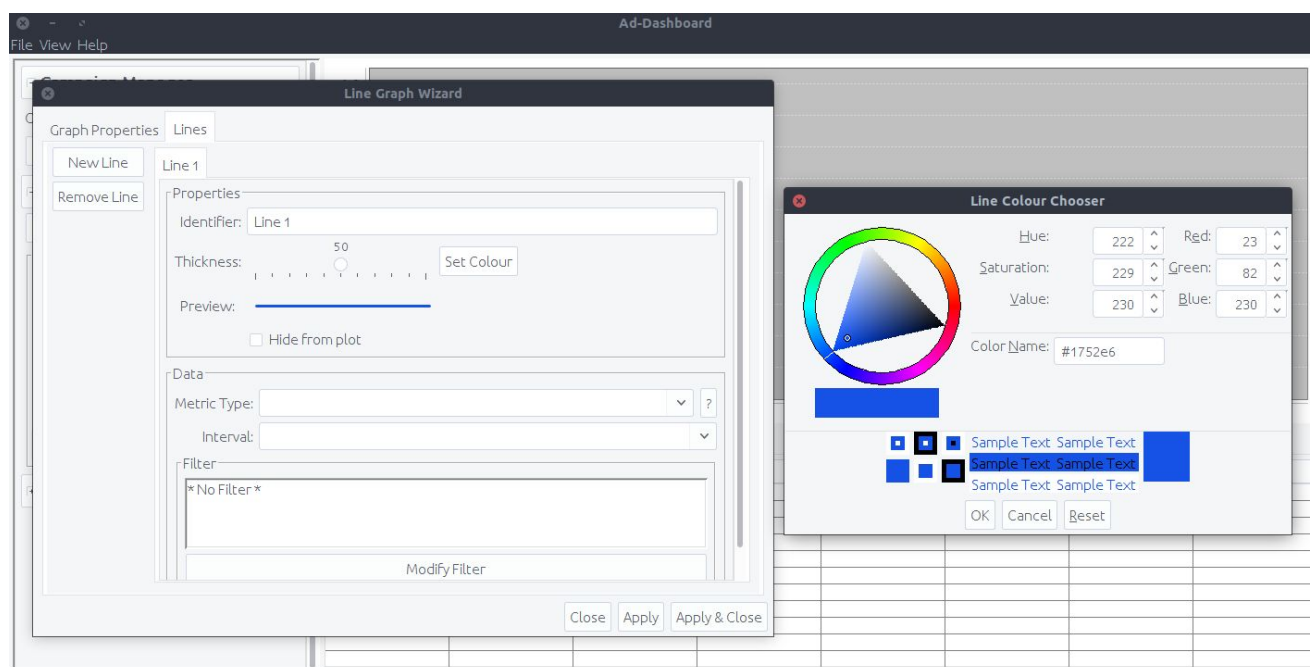 Ad-Dashboard
File View Help
Line Graph Wizard
Graph Properties Lines
New Line
Remove Line
Line 1
Properties
Identifier: Line 1
50
Thickness:
Set Colour
Preview:
Hide from plot
Data
Metric Type:
?
Interval:
Filter
* No Filter *
Modify Filter
Close Apply Apply & Close
Line Colour Chooser
Hue: 222 Red: 23
Saturation: 229 Green: 82
Value: 230 Blue: 230
Color Name: #1752e6
Sample Text Sample Text
Sample Text Sample Text
Sample Text Sample Text
OK Cancel Reset